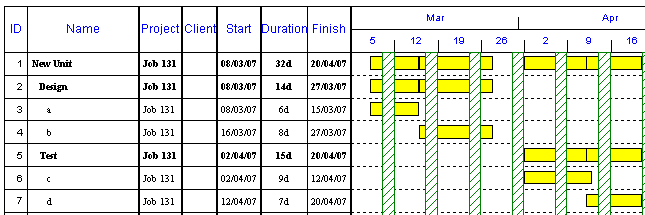 Mar Apr
ID Name Project Client Start Duration Finish
5 12 19 26 2 9 16
1 New Unit Job 131 08/03/07 32d 20/04/07
2 Design Job 131 08/03/07 14d 27/03/07
3 a Job 131 08/03/07 6d 15/03/07
4 b Job 131 16/03/07 8d 27/03/07
5 Test Job 131 02/04/07 15d 20/04/07
6 c Job 131 02/04/07 9d 12/04/07
7 d Job 131 12/04/07 7d 20/04/07